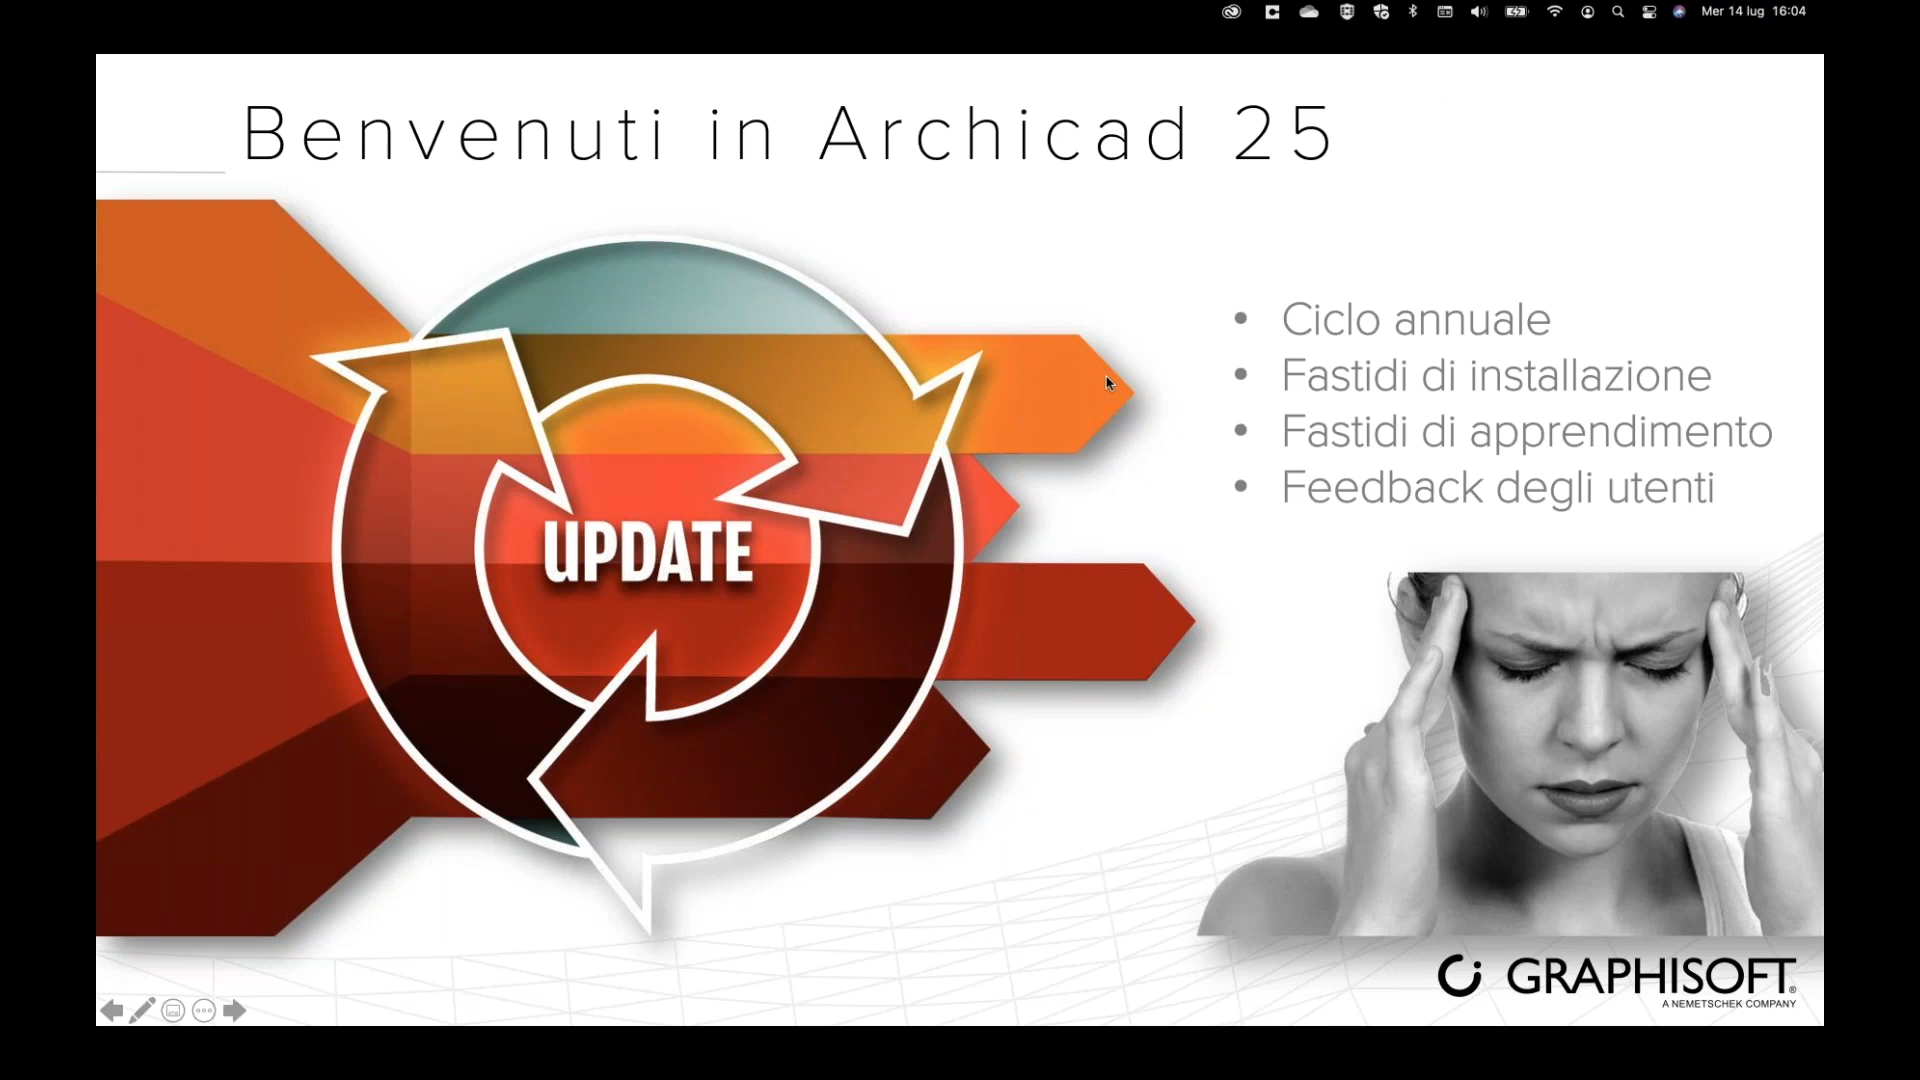 Mer 14 lug 16:04
Benvenuti in Archicad 25
• Ciclo annuale
• Fastidi di installazione
• Fastidi di apprendimento
• Feedback degli utenti
UPDATE
GRAPHISOFT®
A NEMETSCHEK COMPANY